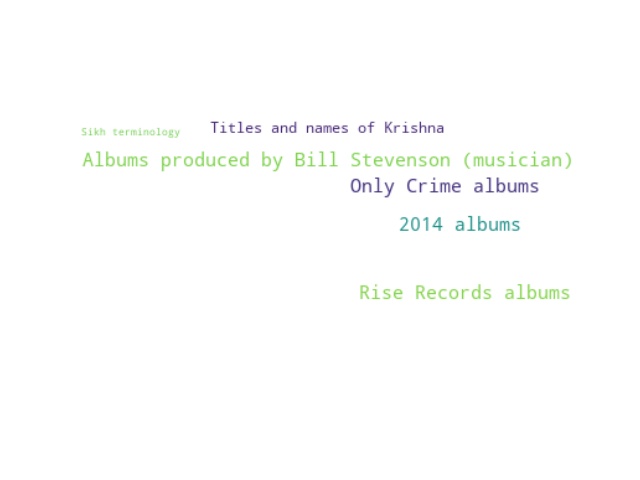 Sikh terminology
Titles and names of Krishna
Albums produced by Bill Stevenson (musician)
Only Crime albums
2014 albums
Rise Records albums